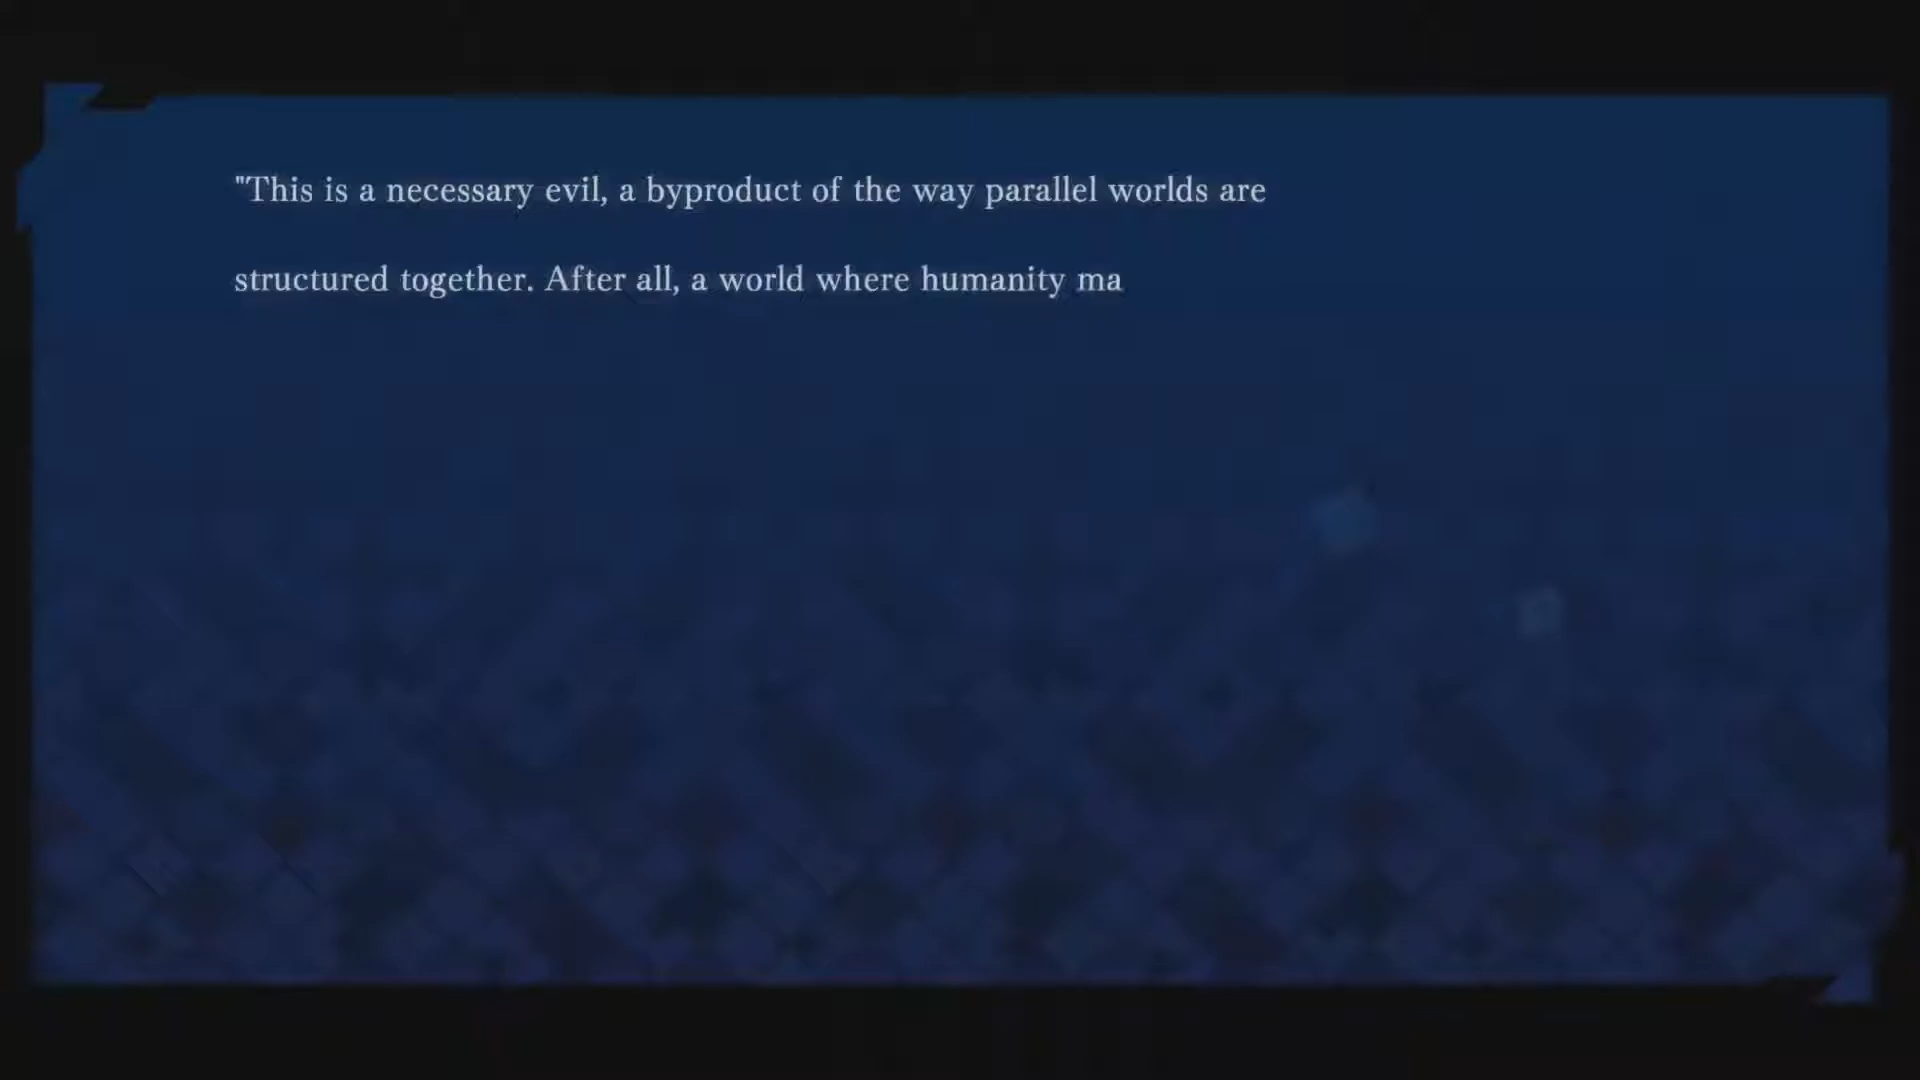 "This is a necessary evil, a byproduct of the way parallel worlds are
structured together. After all, a world where humanity ma